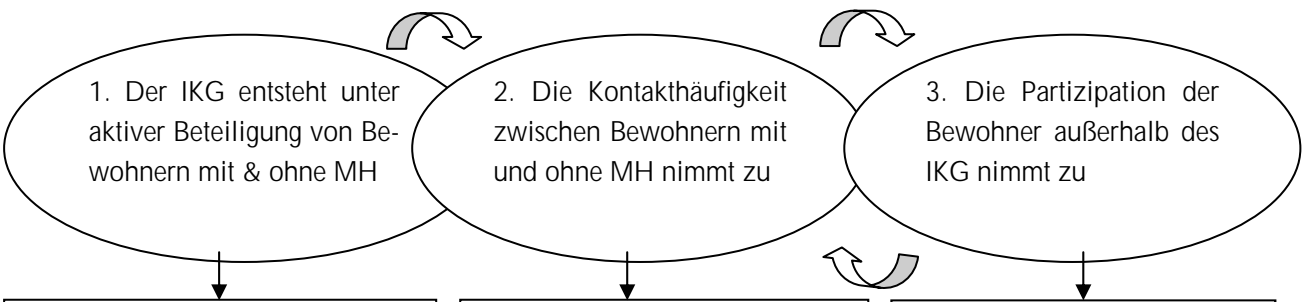 1. Der IKG entsteht unter
aktiver Beteiligung von Be-
wohnern mit & ohne MH
2. Die Kontakthäufigkeit
zwischen Bewohnern mit
und ohne MH nimmt zu
3. Die Partizipation der
Bewohner außerhalb des
IKG nimmt zu